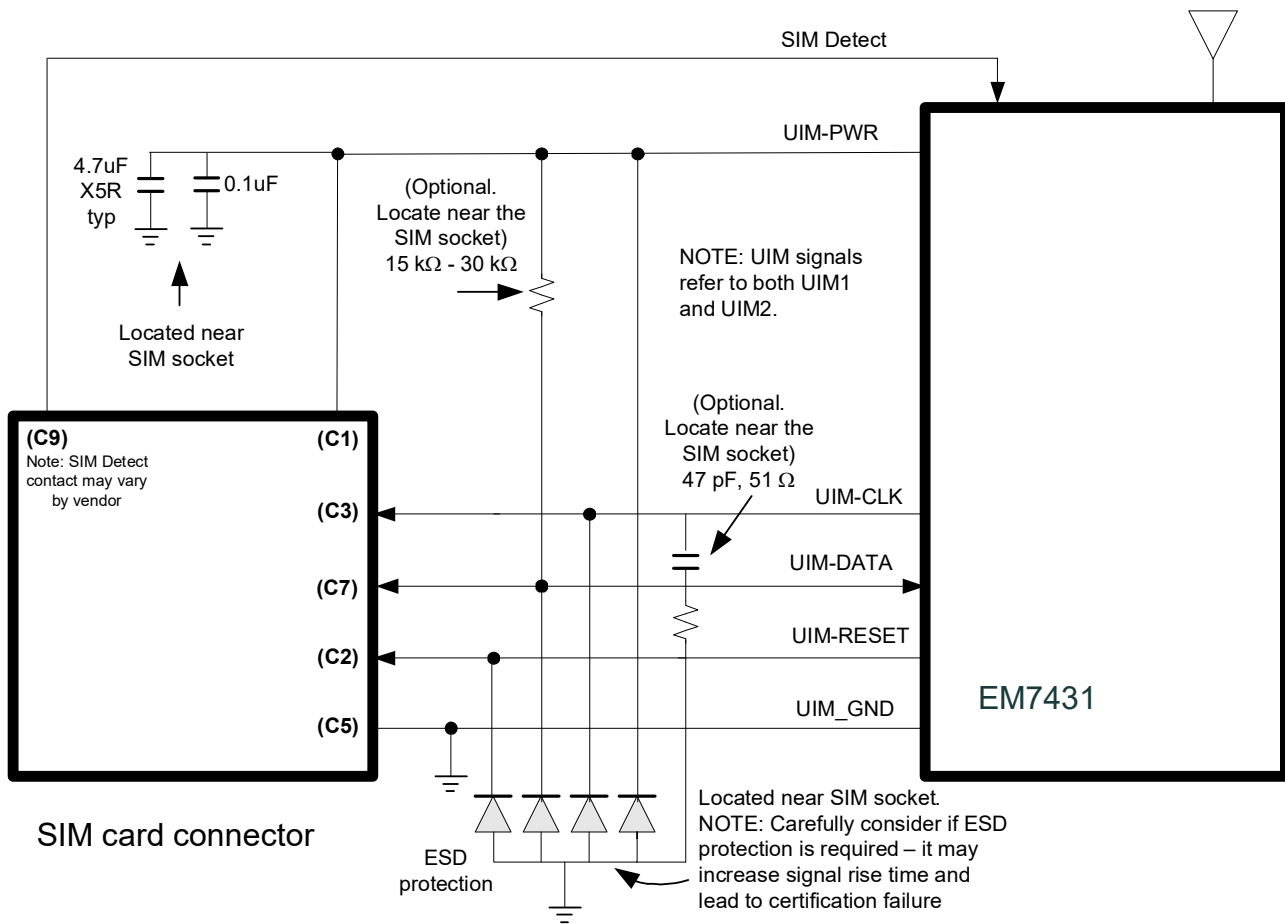 SIM Detect
UIM-PWR
4.7uF
X5R
typ
0.1uF
(Optional.
Locate near the
SIM socket)
15 kΩ - 30 kΩ
NOTE: UIM signals
refer to both UIM1
and UIM2.
Located near
SIM socket
(Optional.
Locate near the
SIM socket)
47 pF, 51 Ω
(C9)
Note: SIM Detect
contact may vary
by vendor
(C1)
(C3)
UIM-CLK
(C7)
UIM-DATA
(C2)
UIM-RESET
(C5)
UIM_GND
EM7431
SIM card connector
ESD
protection
Located near SIM socket.
NOTE: Carefully consider if ESD
protection is required – it may
increase signal rise time and
lead to certification failure